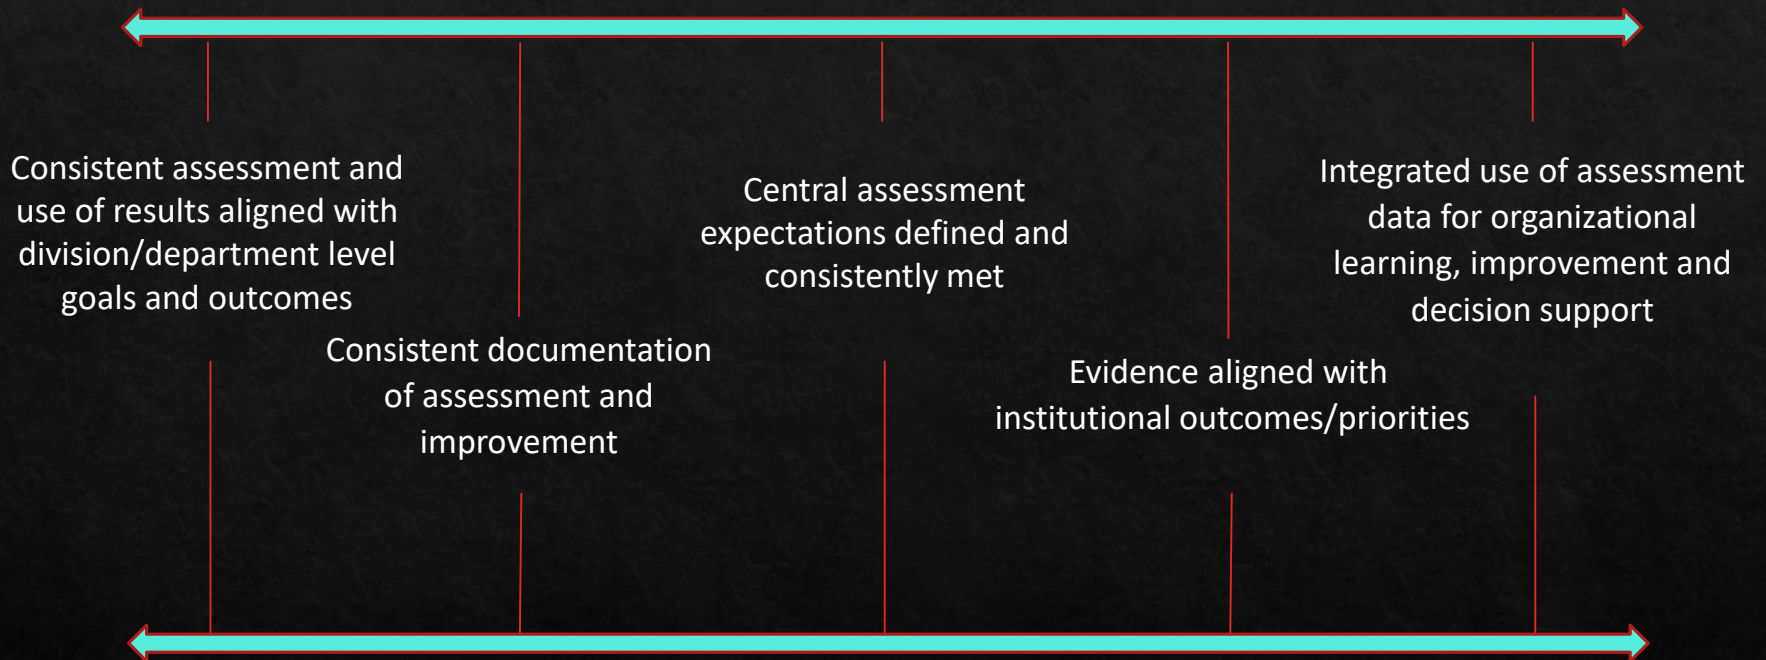 Consistent assessment and
use of results aligned with
division/department level
goals and outcomes
Consistent documentation
of assessment and
improvement
Central assessment
expectations defined and
consistently met
Evidence aligned with
institutional outcomes/priorities
Integrated use of assessment
data for organizational
learning, improvement and
decision support